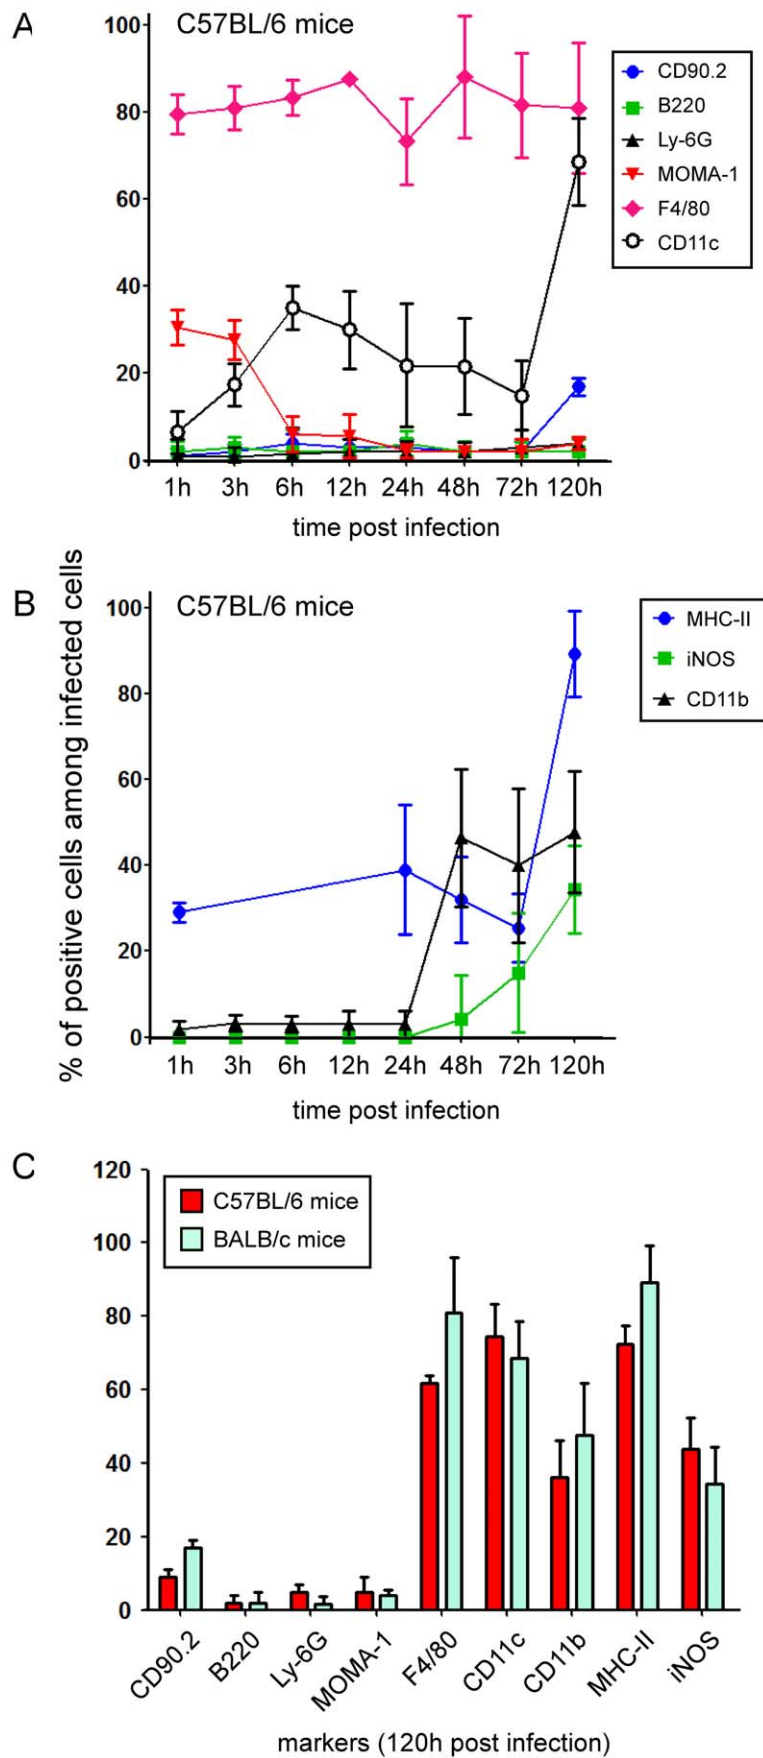 A
C57BL/6 mice
100
80
60
40
20
0
CD90.2
B220
Ly-6G
MOMA-1
F4/80
CD11c
1h 3h 6h 12h 24h 48h 72h 120h
time post infection
% of positive cells among infected cells
B
C57BL/6 mice
100
80
60
40
20
0
MHC-II
iNOS
CD11b
1h 3h 6h 12h 24h 48h 72h 120h
time post infection
C
120
100
80
60
40
20
0
C57BL/6 mice
BALB/c mice
CD90.2 B220 Ly-6G MOMA-1 F4/80 CD11c CD11b MHC-II iNOS
markers (120h post infection)